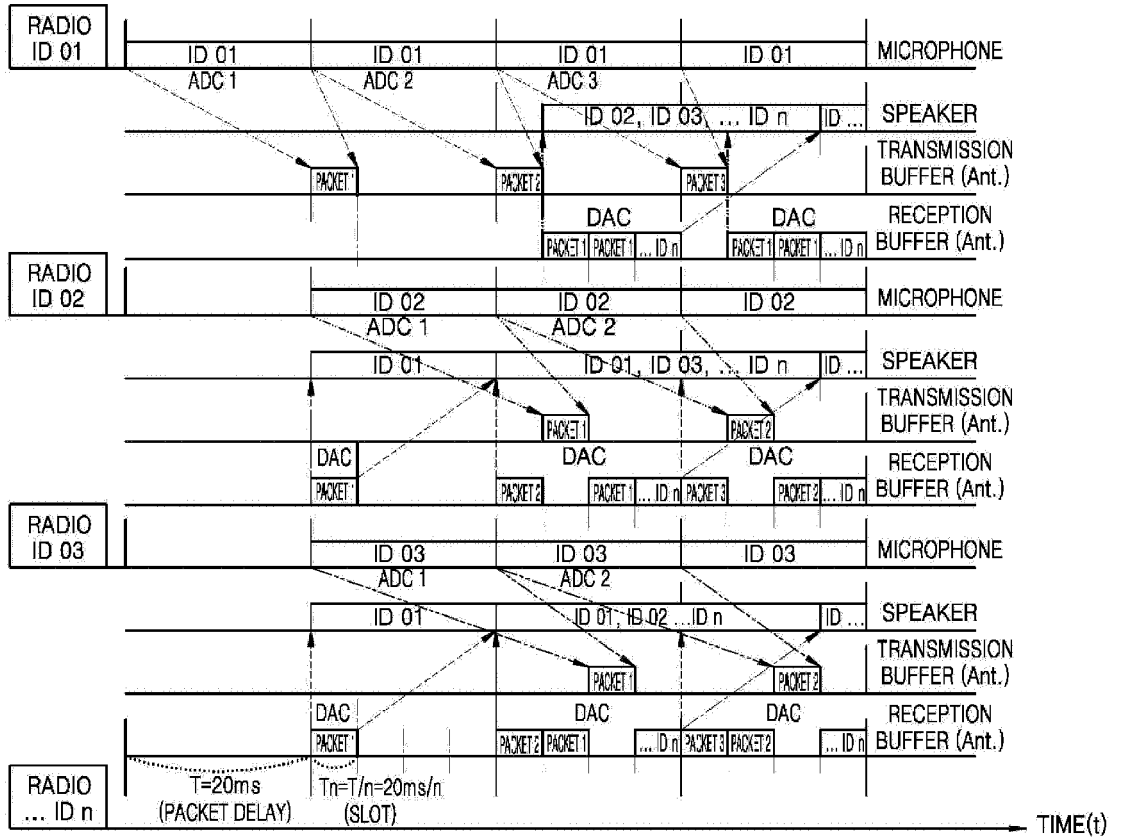 RADIO
ID 01
ID 01 ID 01 ID 01 ID 01 MICROPHONE
ADC 1 ADC 2 ADC 3
ID 02, ID 03, ... ID n ID ... SPEAKER
TRANSMISSION
PACKET 1 PACKET 2 PACKET 3 BUFFER (Ant.)
DAC DAC RECEPTION
PACKET 1 PACKET 1 ... ID n PACKET 1 PACKET 1 ... ID n BUFFER (Ant.)
RADIO
ID 02
ID 02 ID 02 ID 02 MICROPHONE
ADC 1 ADC 2
ID 01 ID 01, ID 03, ... ID n ID ... SPEAKER
TRANSMISSION
PACKET 1 PACKET 2 BUFFER (Ant.)
DAC DAC DAC RECEPTION
PACKET 1 PACKET 2 PACKET 1 ... ID n PACKET 3 PACKET 2 ... ID n BUFFER (Ant.)
RADIO
ID 03
ID 03 ID 03 ID 03 MICROPHONE
ADC 1 ADC 2
ID 01 ID 01, ID 02 ... ID n ID ... SPEAKER
TRANSMISSION
PACKET 1 PACKET 2 BUFFER (Ant.)
DAC DAC DAC RECEPTION
PACKET 1 PACKET 2 PACKET 1 ... ID n PACKET 3 PACKET 2 ... ID n BUFFER (Ant.)
RADIO
... ID n
T=20ms Tn=T/n=20ms/n
(PACKET DELAY) (SLOT)
TIME(t)